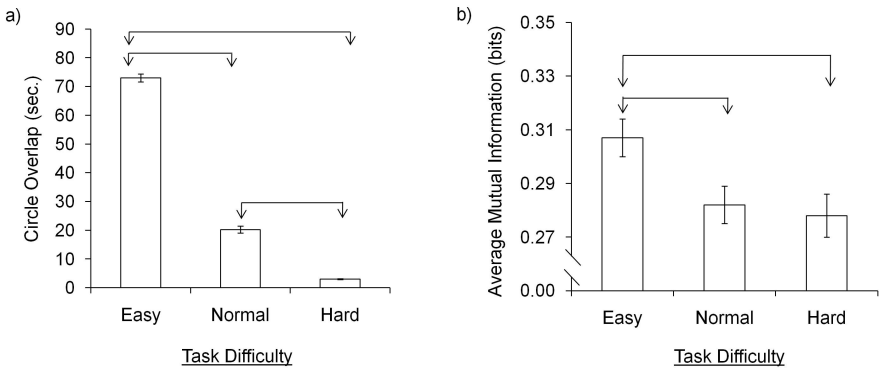 a)
Circle Overlap (sec.)
90
80
70
60
50
40
30
20
10
0
Easy Normal Hard
Task Difficulty
b)
Average Mutual Information (bits)
0.35
0.33
0.31
0.29
0.27
0.00
Easy Normal Hard
Task Difficulty